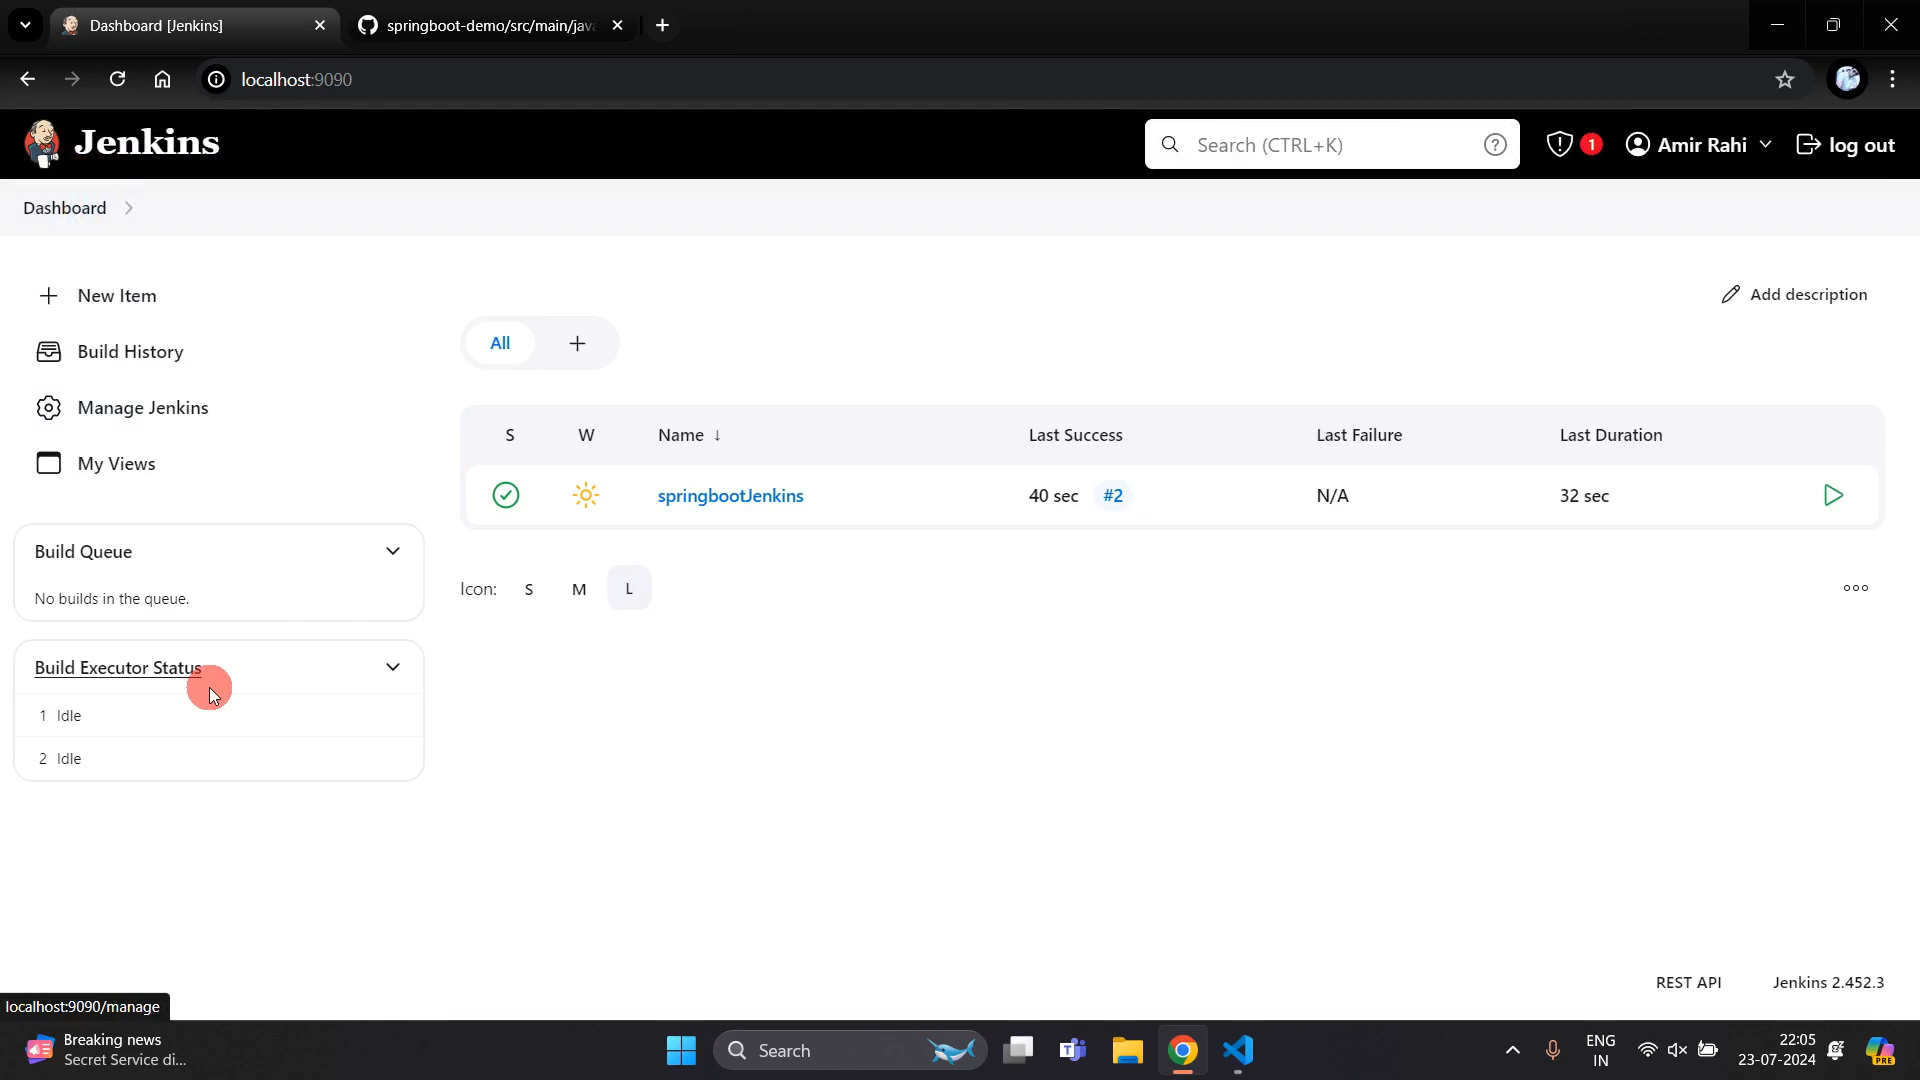 Dashboard [Jenkins]
springboot-demo/src/main/java
localhost:9090
Jenkins
Search (CTRL+K)
1
Amir Rahi
log out
Dashboard
New Item
Build History
Manage Jenkins
My Views
Add description
All
S W Name ↓ Last Success Last Failure Last Duration
springbootJenkins 40 sec #2 N/A 32 sec
Icon: S M L
Build Queue
No builds in the queue.
Build Executor Status
1 Idle
2 Idle
REST API
Jenkins 2.452.3
localhost:9090/manage
Breaking news
Secret Service di...
Search
ENG
IN
22:05
23-07-2024
PRE